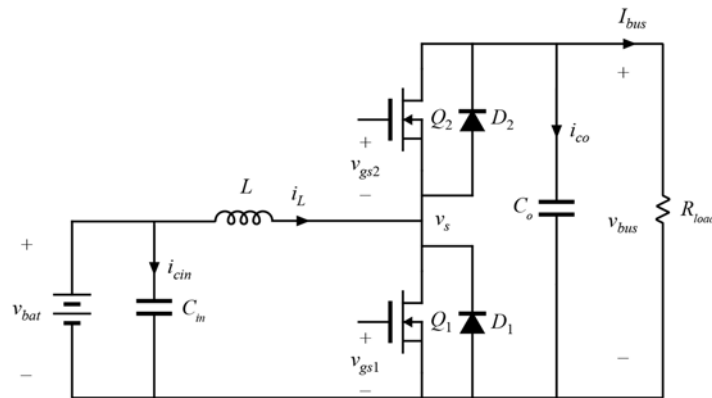 I_bus
+
Q_2
D_2
+
v_gs2
−
i_co
L
i_L
v_s
C_o
v_bus
R_load
+
i_cin
v_bat
C_in
Q_1
D_1
+
v_gs1
−
−
−